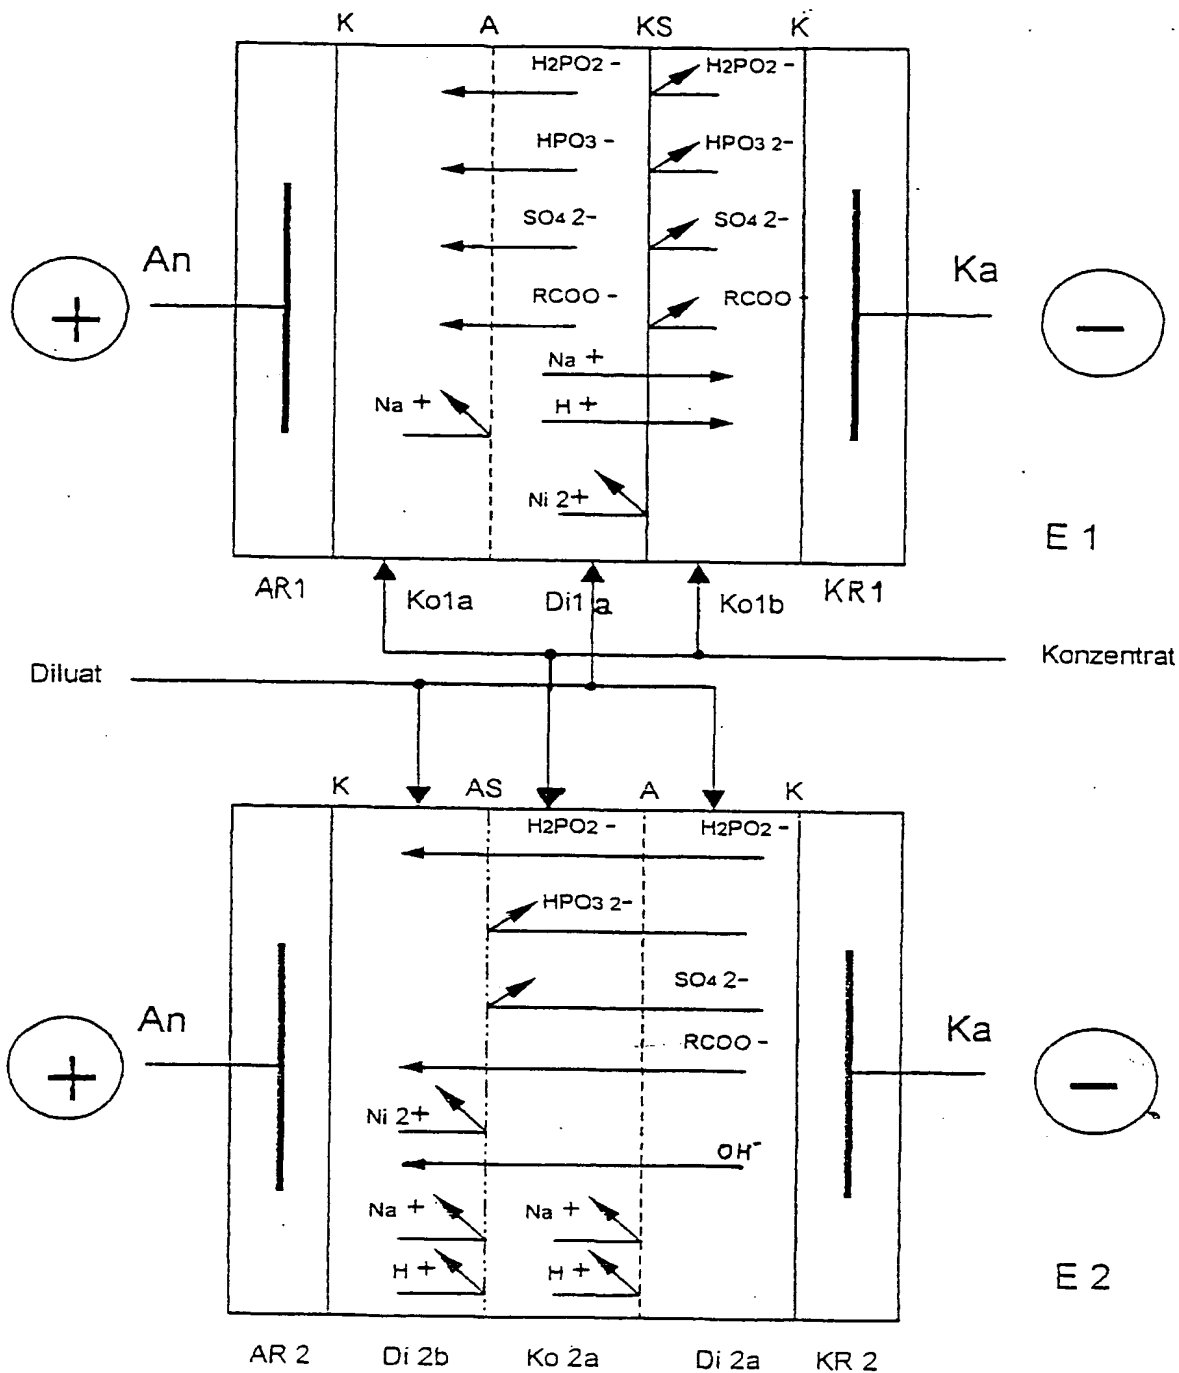 K A KS K
H2PO2 - H2PO2 -
HPO3 - HPO3 2-
SO4 2- SO4 2-
An Ka
RCOO - RCOO -
+ −
Na +
Na + H +
Ni 2+
E 1
AR1 Ko1a Di1 a Ko1b KR1
Konzentrat
Diluat
K AS A K
H2PO2 - H2PO2 -
HPO3 2-
SO4 2-
An Ka
RCOO -
+ −
Ni 2+
OH-
Na + Na +
H + H +
E 2
AR 2 Di 2b Ko 2a Di 2a KR 2